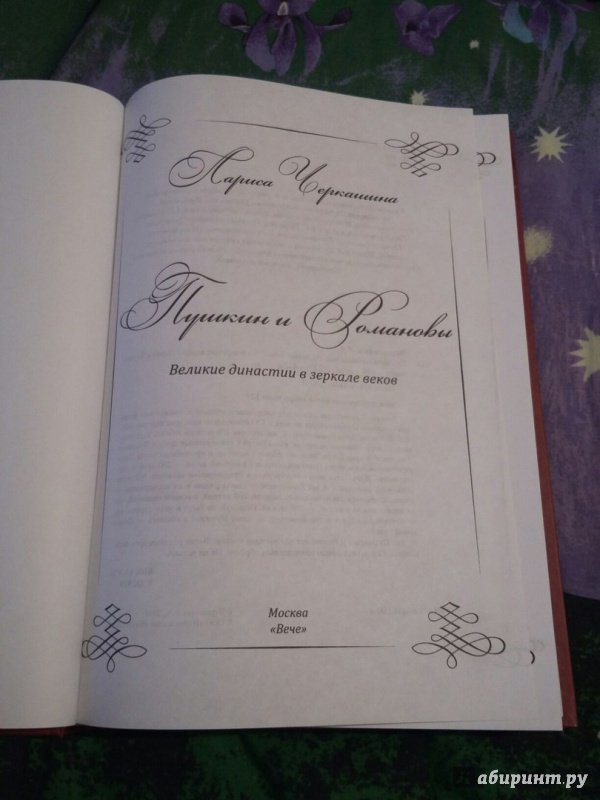 Лариса Черкашина
Пушкин и Романовы
Великие династии в зеркале веков
Москва
«Вече»
абиринт.ру